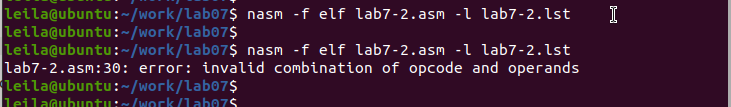 leila@ubuntu:~/work/lab07$ nasm -f elf lab7-2.asm -l lab7-2.lst
leila@ubuntu:~/work/lab07$
leila@ubuntu:~/work/lab07$ nasm -f elf lab7-2.asm -l lab7-2.lst
lab7-2.asm:30: error: invalid combination of opcode and operands
leila@ubuntu:~/work/lab07$
leila@ubuntu:~/work/lab07$